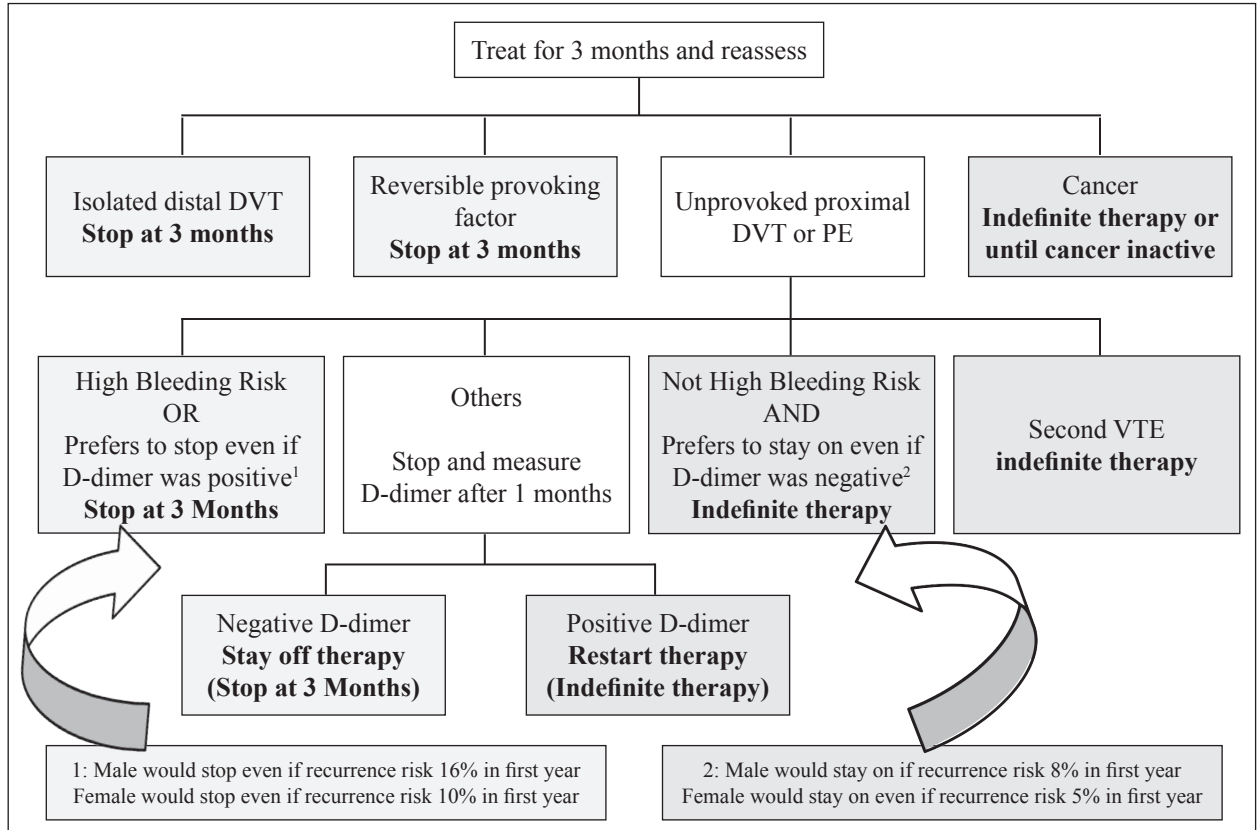 Treat for 3 months and reassess
Isolated distal DVT
Stop at 3 months
Reversible provoking
factor
Stop at 3 months
Unprovoked proximal
DVT or PE
Cancer
Indefinite therapy or
until cancer inactive
High Bleeding Risk
OR
Prefers to stop even if
D-dimer was positive¹
Stop at 3 Months
Others
Stop and measure
D-dimer after 1 months
Not High Bleeding Risk
AND
Prefers to stay on even if
D-dimer was negative²
Indefinite therapy
Second VTE
indefinite therapy
Negative D-dimer
Stay off therapy
(Stop at 3 Months)
Positive D-dimer
Restart therapy
(Indefinite therapy)
1: Male would stop even if recurrence risk 16% in first year
Female would stop even if recurrence risk 10% in first year
2: Male would stay on if recurrence risk 8% in first year
Female would stay on even if recurrence risk 5% in first year